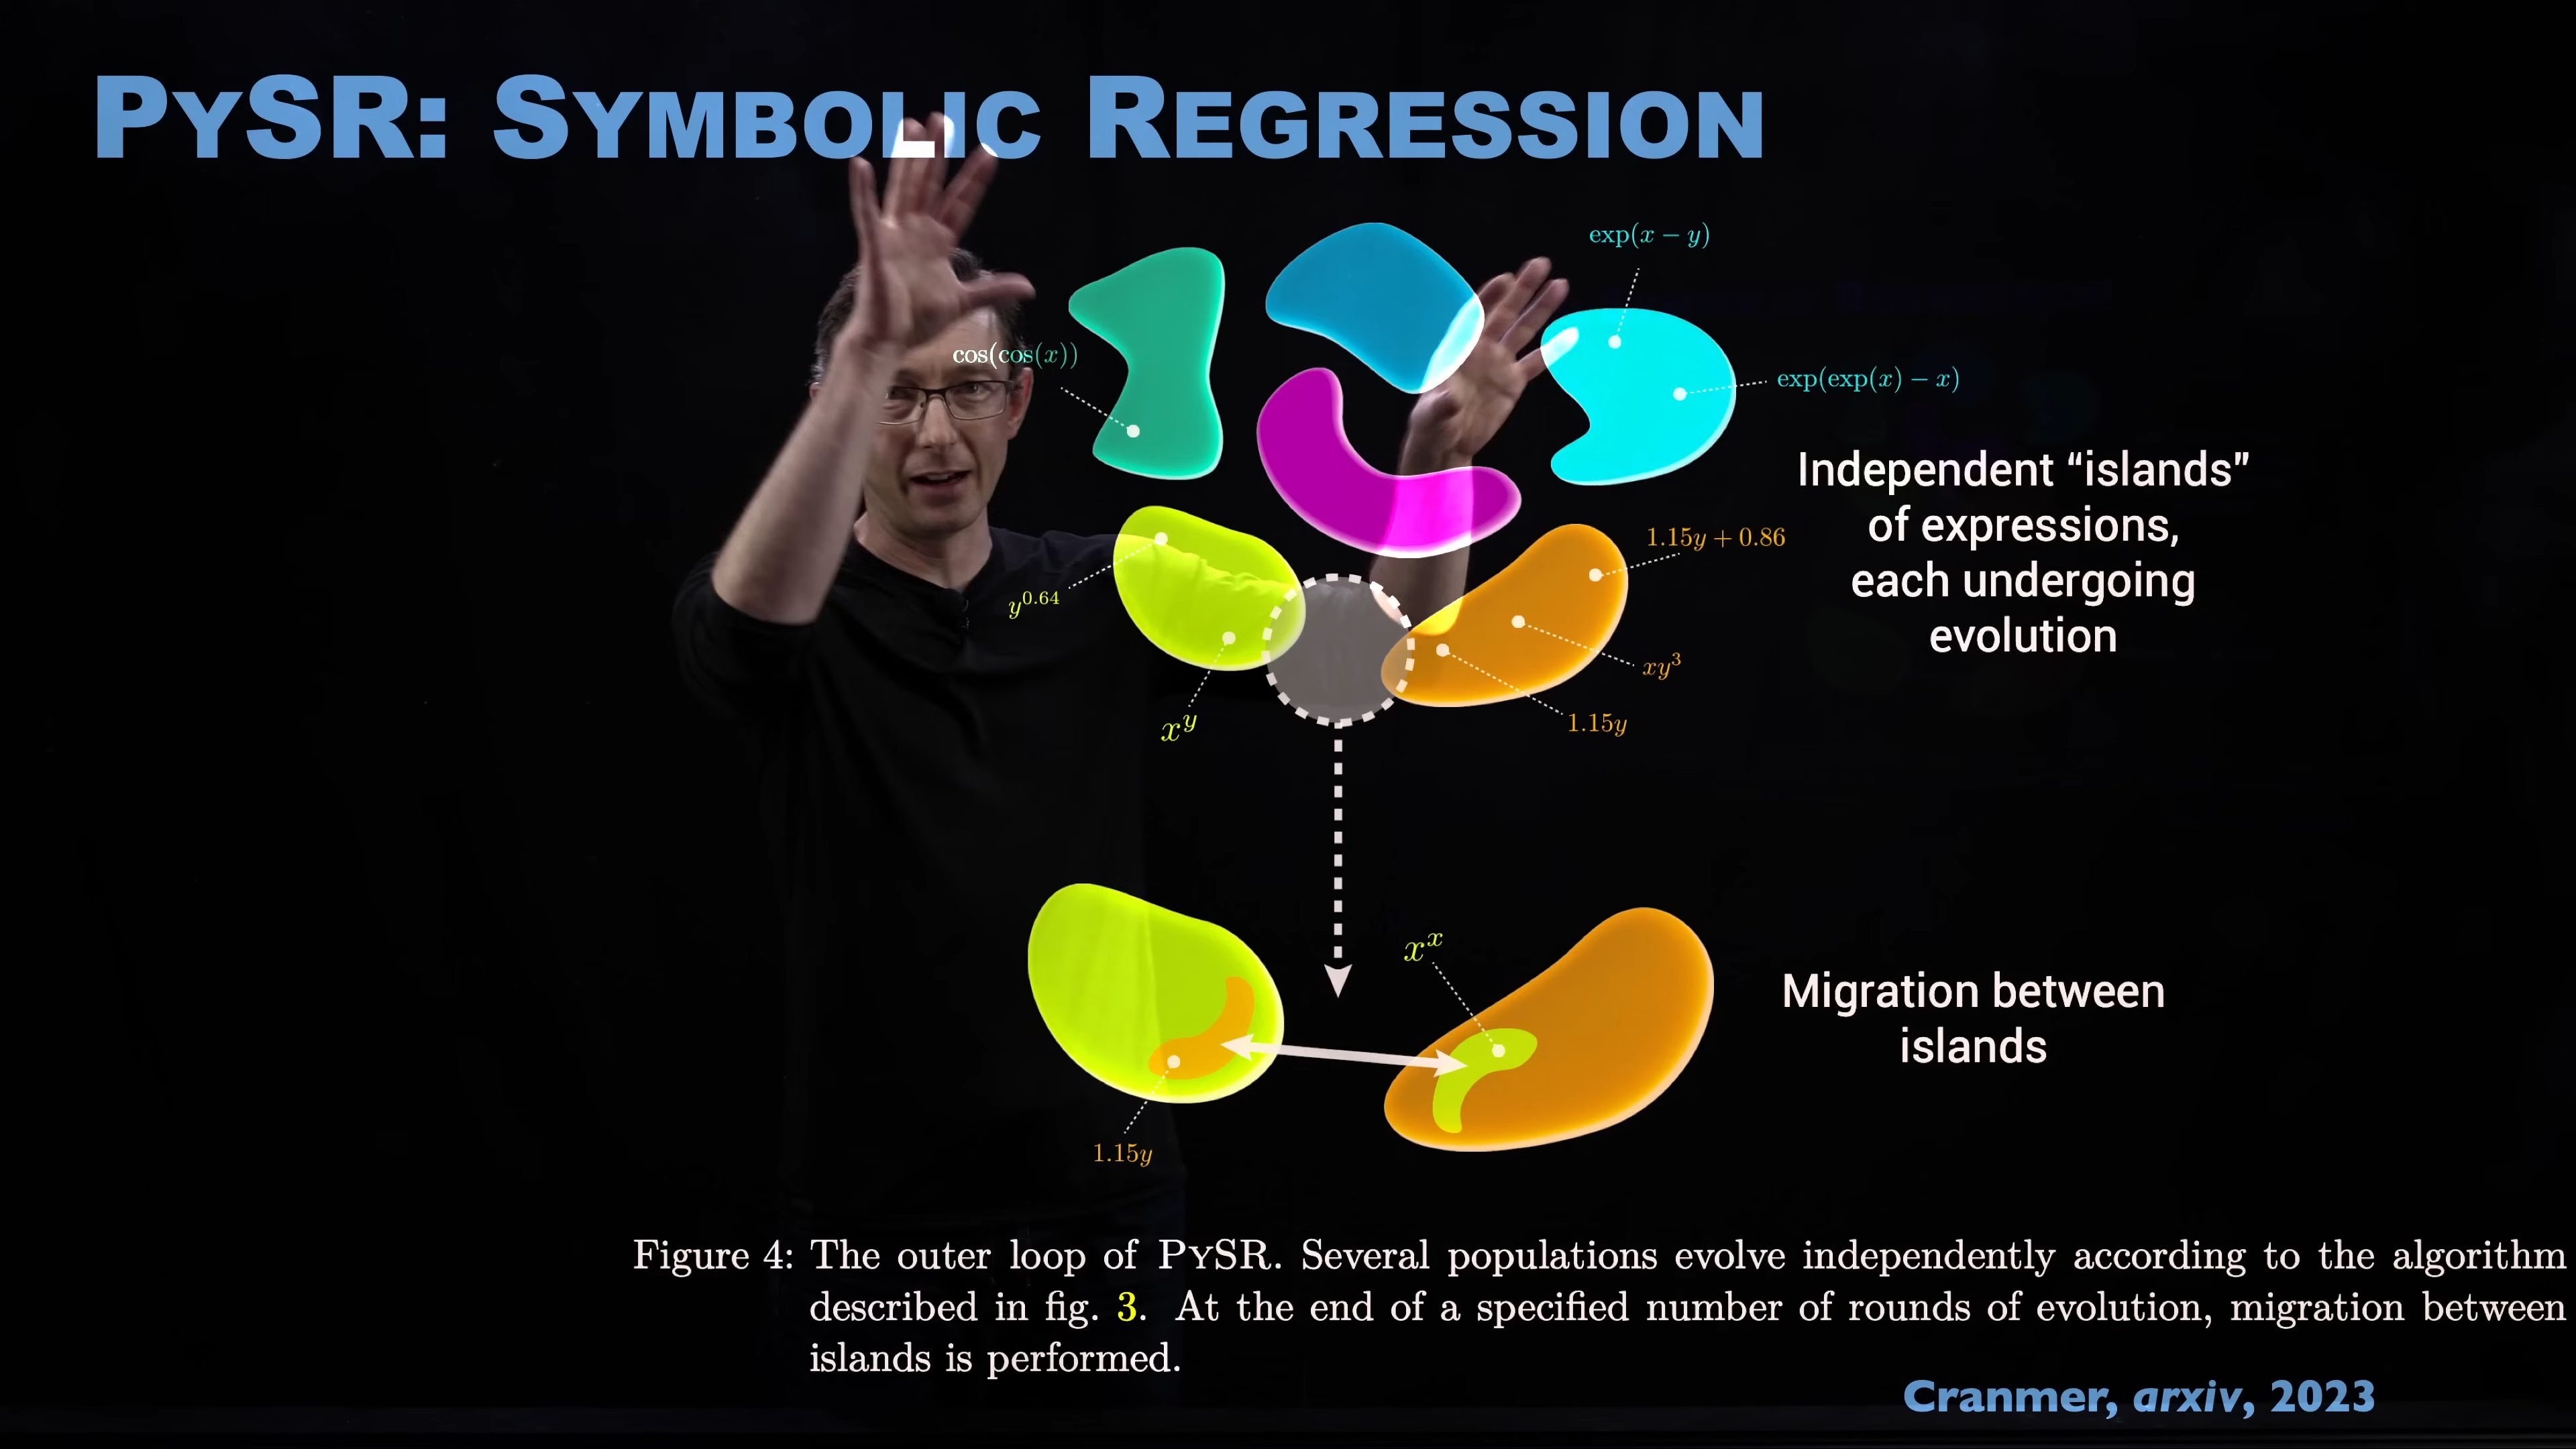 PYSR: SYMBOLIC REGRESSION
exp(x − y)
cos(cos(x))
exp(exp(x) − x)
Independent “islands”
of expressions,
each undergoing
evolution
1.15y + 0.86
y^0.64
xy^3
x^y
1.15y
x^x
Migration between
islands
1.15y
Figure 4: The outer loop of PYSR. Several populations evolve independently according to the algorithm
described in fig. 3. At the end of a specified number of rounds of evolution, migration between
islands is performed.
Cranmer, arxiv, 2023